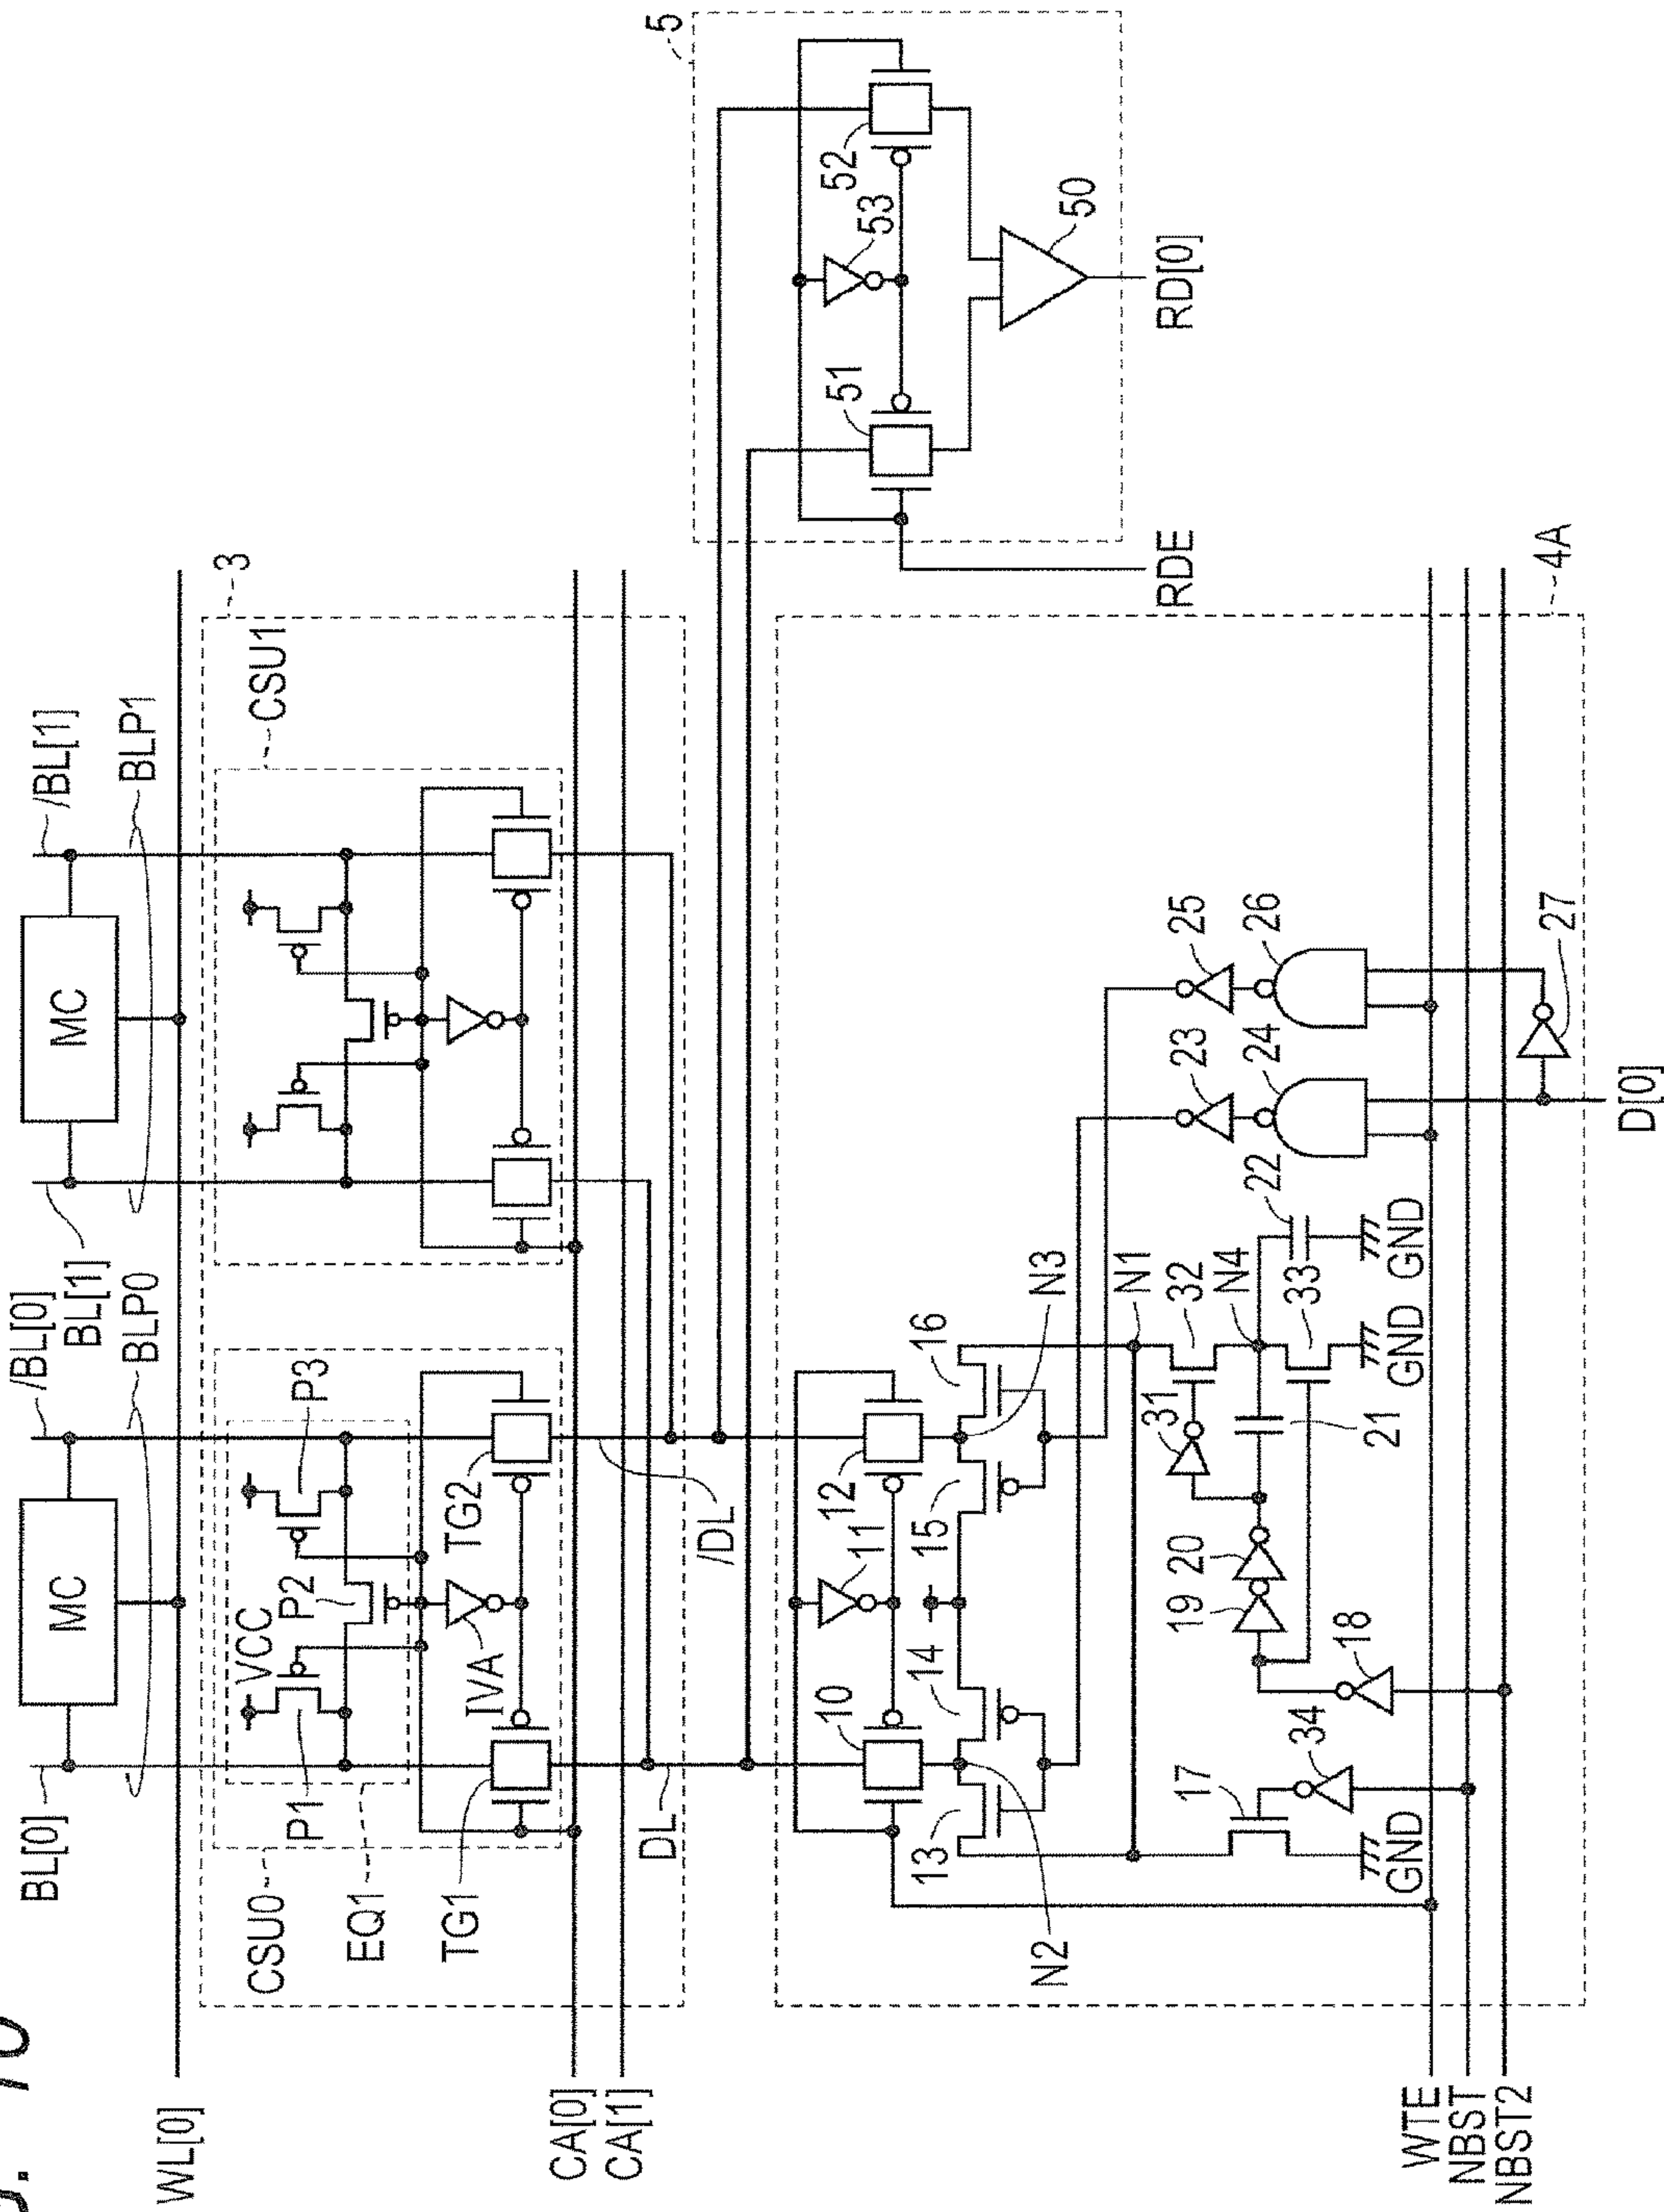 /BL[0]
/BL[1]
BL[0]
BL[1]
BLP0
BLP1
MC
MC
WL[0]
3
CSU0
CSU1
EQ1
VCC
P1
P2
P3
IVA
TG1
TG2
CA[0]
CA[1]
DL
/DL
5
51
52
53
50
RDE
RD[0]
10
11
12
13
14
15
16
N2
N3
N1
17
34
18
19
20
31
32
N4
21
33
22
23
24
25
26
27
GND
GND
GND
WTE
NBST
NBST2
D[0]
4A